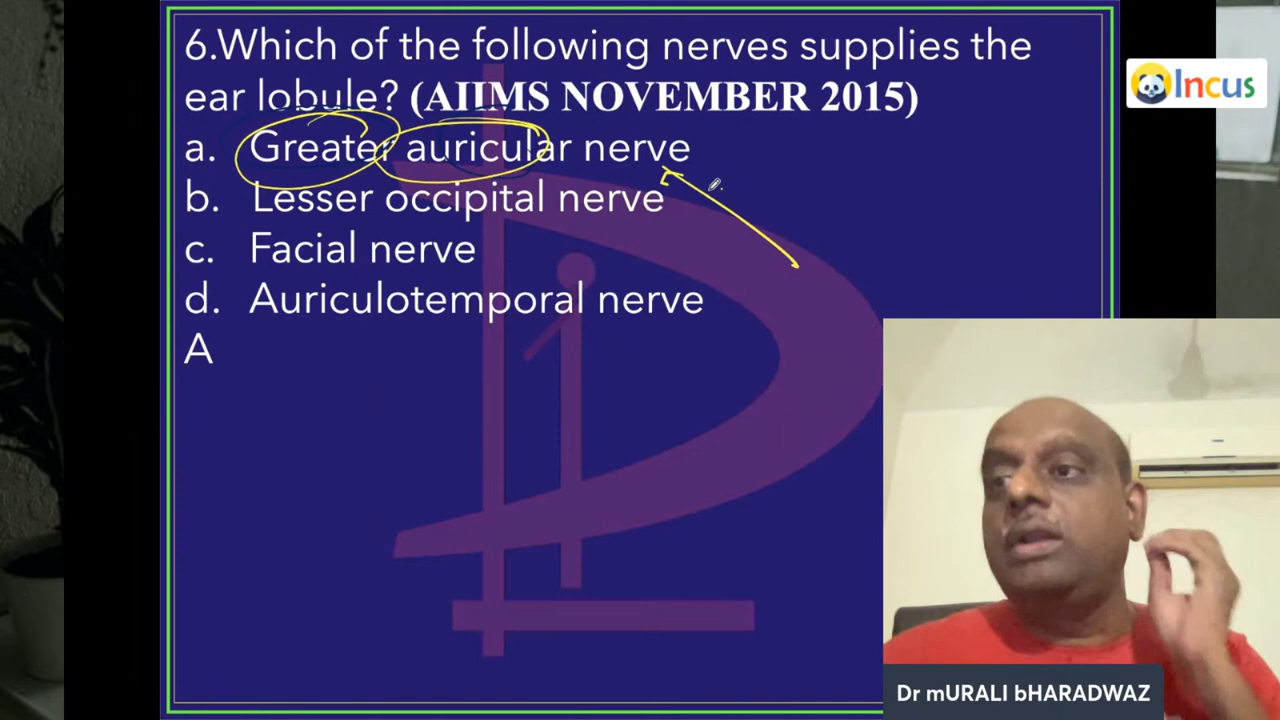 6.Which of the following nerves supplies the
ear lobule? (AIIMS NOVEMBER 2015)
a. Greater auricular nerve
b. Lesser occipital nerve
c. Facial nerve
d. Auriculotemporal nerve
A
Incus
Dr mURALI bHARADWAZ